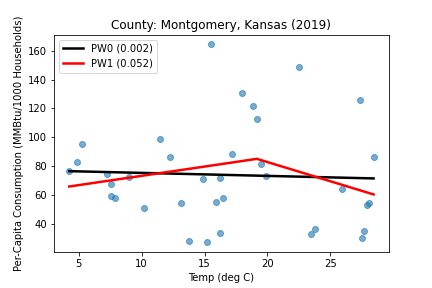 County: Montgomery, Kansas (2019)
Per-Capita Consumption (MMBtu/1000 Households)
160
140
120
100
80
60
40
PW0 (0.002)
PW1 (0.052)
5 10 15 20 25
Temp (deg C)